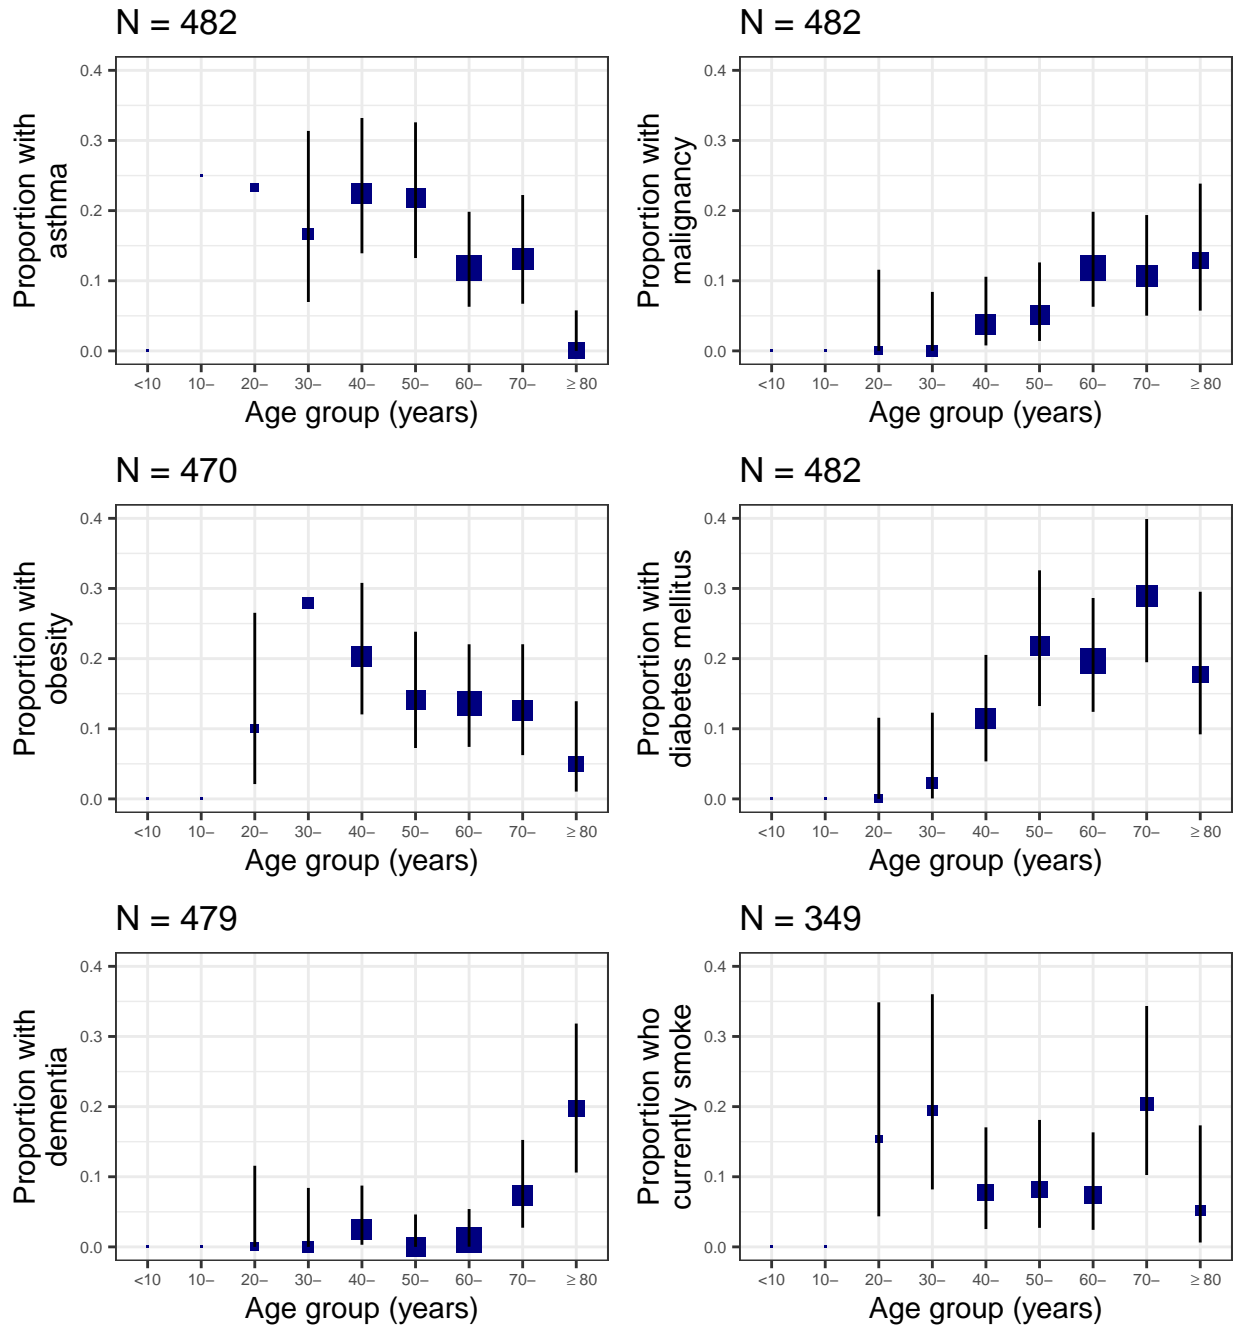 N = 482
Proportion with
asthma
0.4
0.3
0.2
0.1
0.0
<10 10– 20– 30– 40– 50– 60– 70– ≥ 80
Age group (years)
N = 482
Proportion with
malignancy
0.4
0.3
0.2
0.1
0.0
<10 10– 20– 30– 40– 50– 60– 70– ≥ 80
Age group (years)
N = 470
Proportion with
obesity
0.4
0.3
0.2
0.1
0.0
<10 10– 20– 30– 40– 50– 60– 70– ≥ 80
Age group (years)
N = 482
Proportion with
diabetes mellitus
0.4
0.3
0.2
0.1
0.0
<10 10– 20– 30– 40– 50– 60– 70– ≥ 80
Age group (years)
N = 479
Proportion with
dementia
0.4
0.3
0.2
0.1
0.0
<10 10– 20– 30– 40– 50– 60– 70– ≥ 80
Age group (years)
N = 349
Proportion who
currently smoke
0.4
0.3
0.2
0.1
0.0
<10 10– 20– 30– 40– 50– 60– 70– ≥ 80
Age group (years)